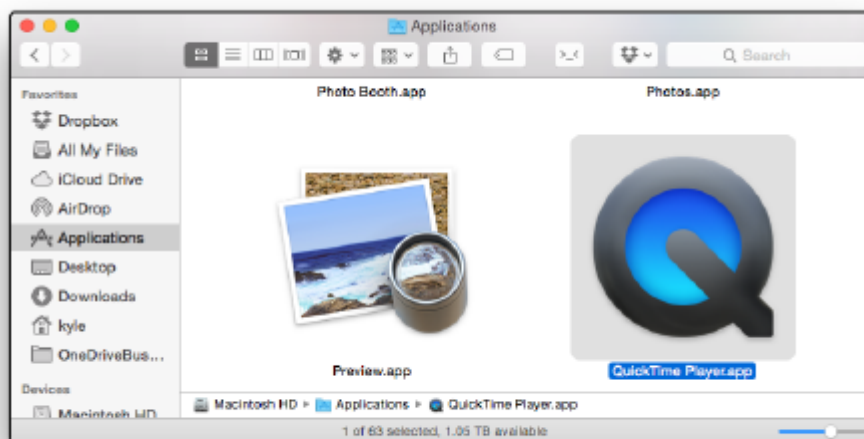 Applications
Search
Favorites
Dropbox
All My Files
iCloud Drive
AirDrop
Applications
Desktop
Downloads
kyle
OneDriveBus...
Devices
Macintosh HD
Photo Booth.app
Photos.app
Preview.app
QuickTime Player.app
Macintosh HD ▸ Applications ▸ QuickTime Player.app
1 of 63 selected, 1.05 TB available